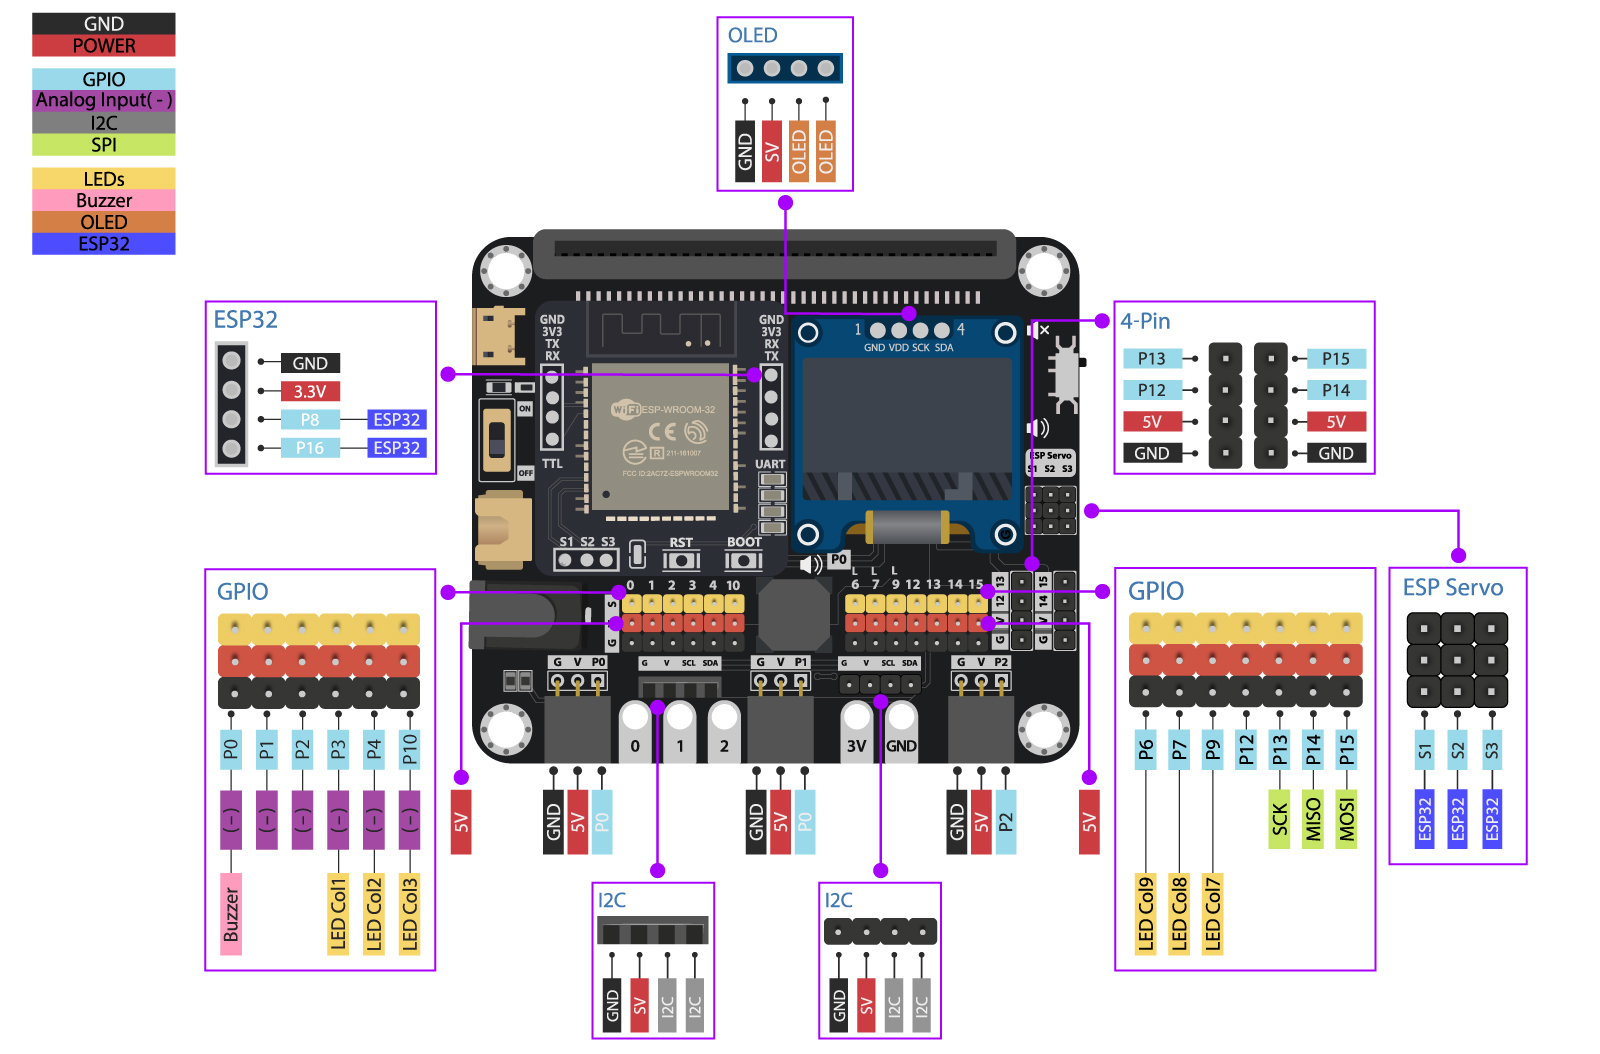 GND
POWER
GPIO
Analog Input( - )
I2C
SPI
LEDs
Buzzer
OLED
ESP32
OLED
GND
SV
OLED
OLED
ESP32
GND
3.3V
P8 ESP32
P16 ESP32
4-Pin
P13 P15
P12 P14
5V 5V
GND GND
GND
3V3
TX
RX
GND
3V3
RX
TX
ON
OFF
TTL
UART
WiFi ESP-WROOM-32
CE
R 211-161007
FCC ID:2AC7Z-ESPWROOM32
S1 S2 S3
RST
BOOT
1 4
GND VDD SCK SDA
ESP Servo
S1 S2 S3
P0
L L L
0 1 2 3 4 10
6 7 9 12 13 14 15
S
G
13
12
V
G
15
14
V
G
G V P0
G V SCL SDA
G V P1
G V SCL SDA
G V P2
0 1 2 3V GND
GPIO
P0 P1 P2 P3 P4 P10
(-) (-) (-) (-) (-) (-)
Buzzer
LED Col1
LED Col2
LED Col3
5V
GND 5V P0
GND 5V P0
GND 5V P2
5V
GPIO
P6 P7 P9 P12 P13 P14 P15
SCK MISO MOSI
LED Col9
LED Col8
LED Col7
ESP Servo
S1 S2 S3
ESP32 ESP32 ESP32
I2C
GND SV I2C I2C
I2C
GND SV I2C I2C